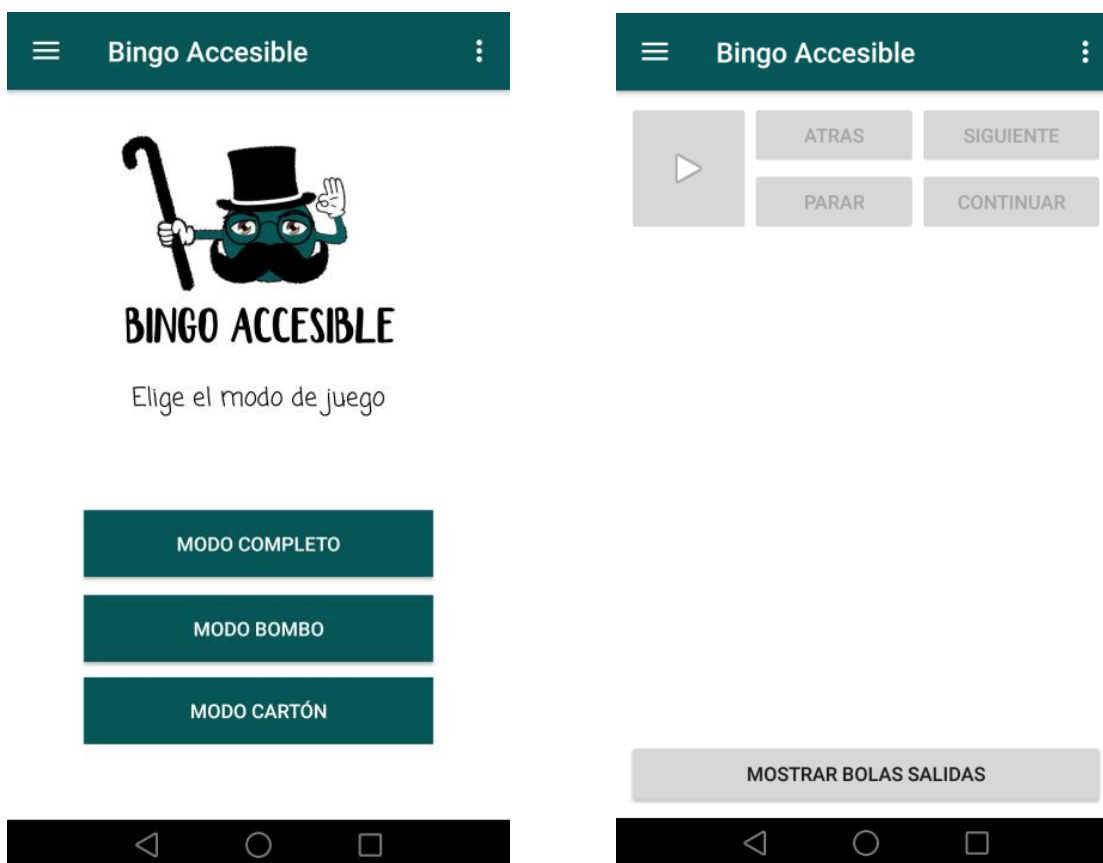 Bingo Accesible
BINGO ACCESIBLE
Elige el modo de juego
MODO COMPLETO
MODO BOMBO
MODO CARTÓN
Bingo Accesible
ATRAS
SIGUIENTE
PARAR
CONTINUAR
MOSTRAR BOLAS SALIDAS